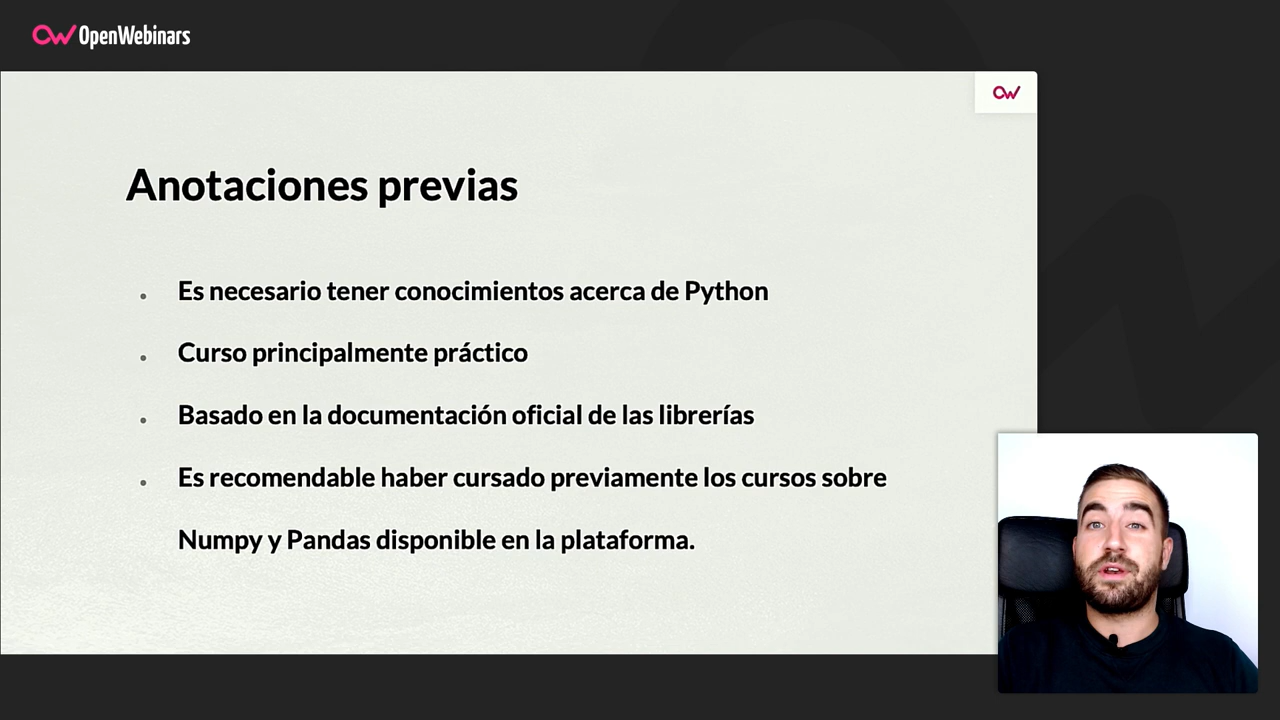 OpenWebinars
Anotaciones previas
Es necesario tener conocimientos acerca de Python
Curso principalmente práctico
Basado en la documentación oficial de las librerías
Es recomendable haber cursado previamente los cursos sobre
Numpy y Pandas disponible en la plataforma.